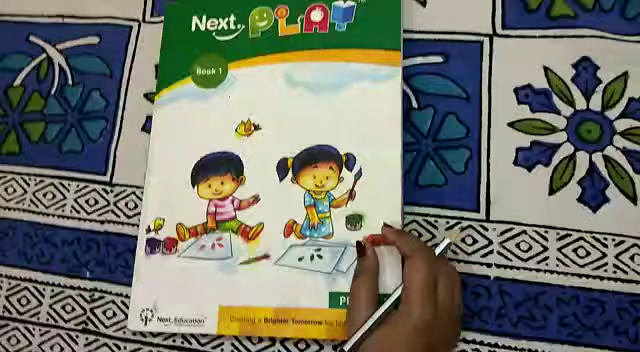 Next
PLAY
Book 1
Next Education
Creating a Brighter Tomorrow for